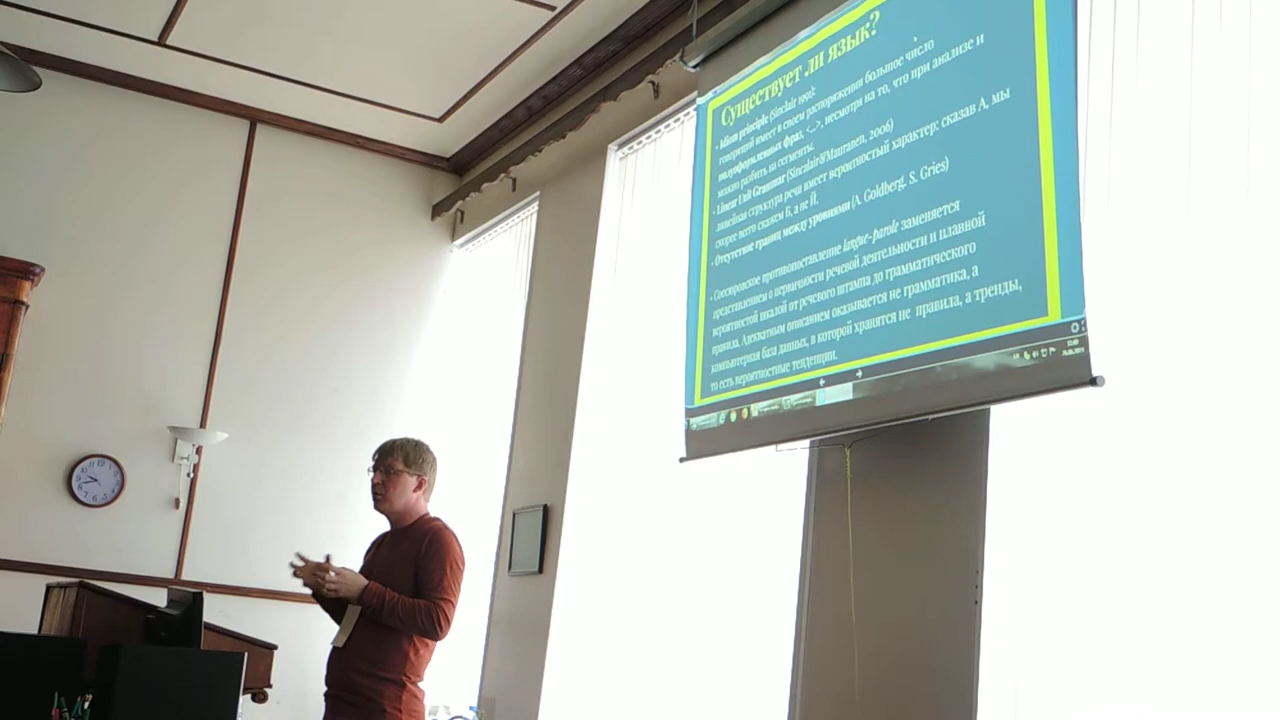 Существует ли язык?
• Idiom principle (Sinclair 1991):
говорящий имеет в своем распоряжении большое число
полуоформленных фраз, <...>, несмотря на то, что при анализе и
можно разбить на сегменты.
• Linear Unit Grammar (Sincalair&Mauranen, 2006)
линейная структура речи имеет вероятностный характер: сказав А, мы
скорее всего скажем Б, а не Й.
• Отсутствие границ между уровнями (A. Goldberg, S. Gries)
• Соссюровское противопоставление langue-parole заменяется
представлением о первичности речевой деятельности и плавной
вероятностой шкалой от речевого штампа до грамматического
правила. Адекватным описанием оказывается не грамматика, а
компьютерная база данных, в которой хранятся не правила, а тренды,
то есть вероятностные тенденции.